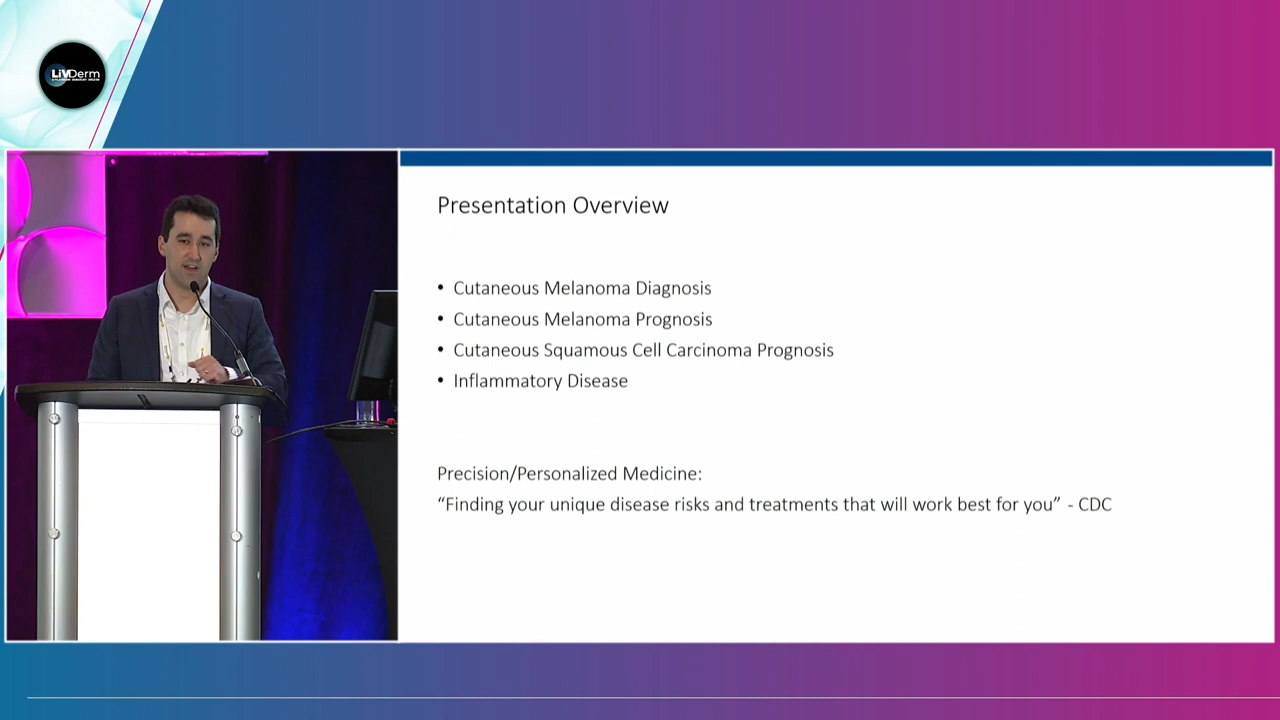 LiVDerm
Presentation Overview
• Cutaneous Melanoma Diagnosis
• Cutaneous Melanoma Prognosis
• Cutaneous Squamous Cell Carcinoma Prognosis
• Inflammatory Disease
Precision/Personalized Medicine:
“Finding your unique disease risks and treatments that will work best for you” - CDC